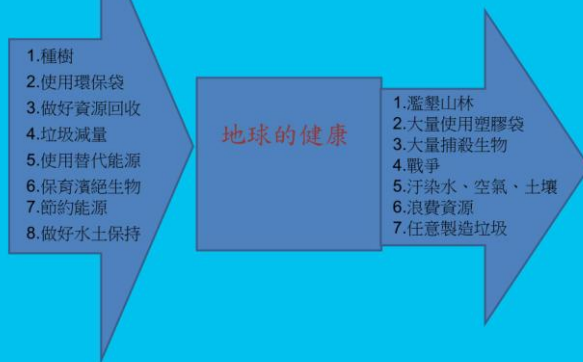 1.種樹
2.使用環保袋
3.做好資源回收
4.垃圾減量
5.使用替代能源
6.保育濱絕生物
7.節約能源
8.做好水土保持
地球的健康
1.濫墾山林
2.大量使用塑膠袋
3.大量捕殺生物
4.戰爭
5.汙染水、空氣、土壤
6.浪費資源
7.任意製造垃圾